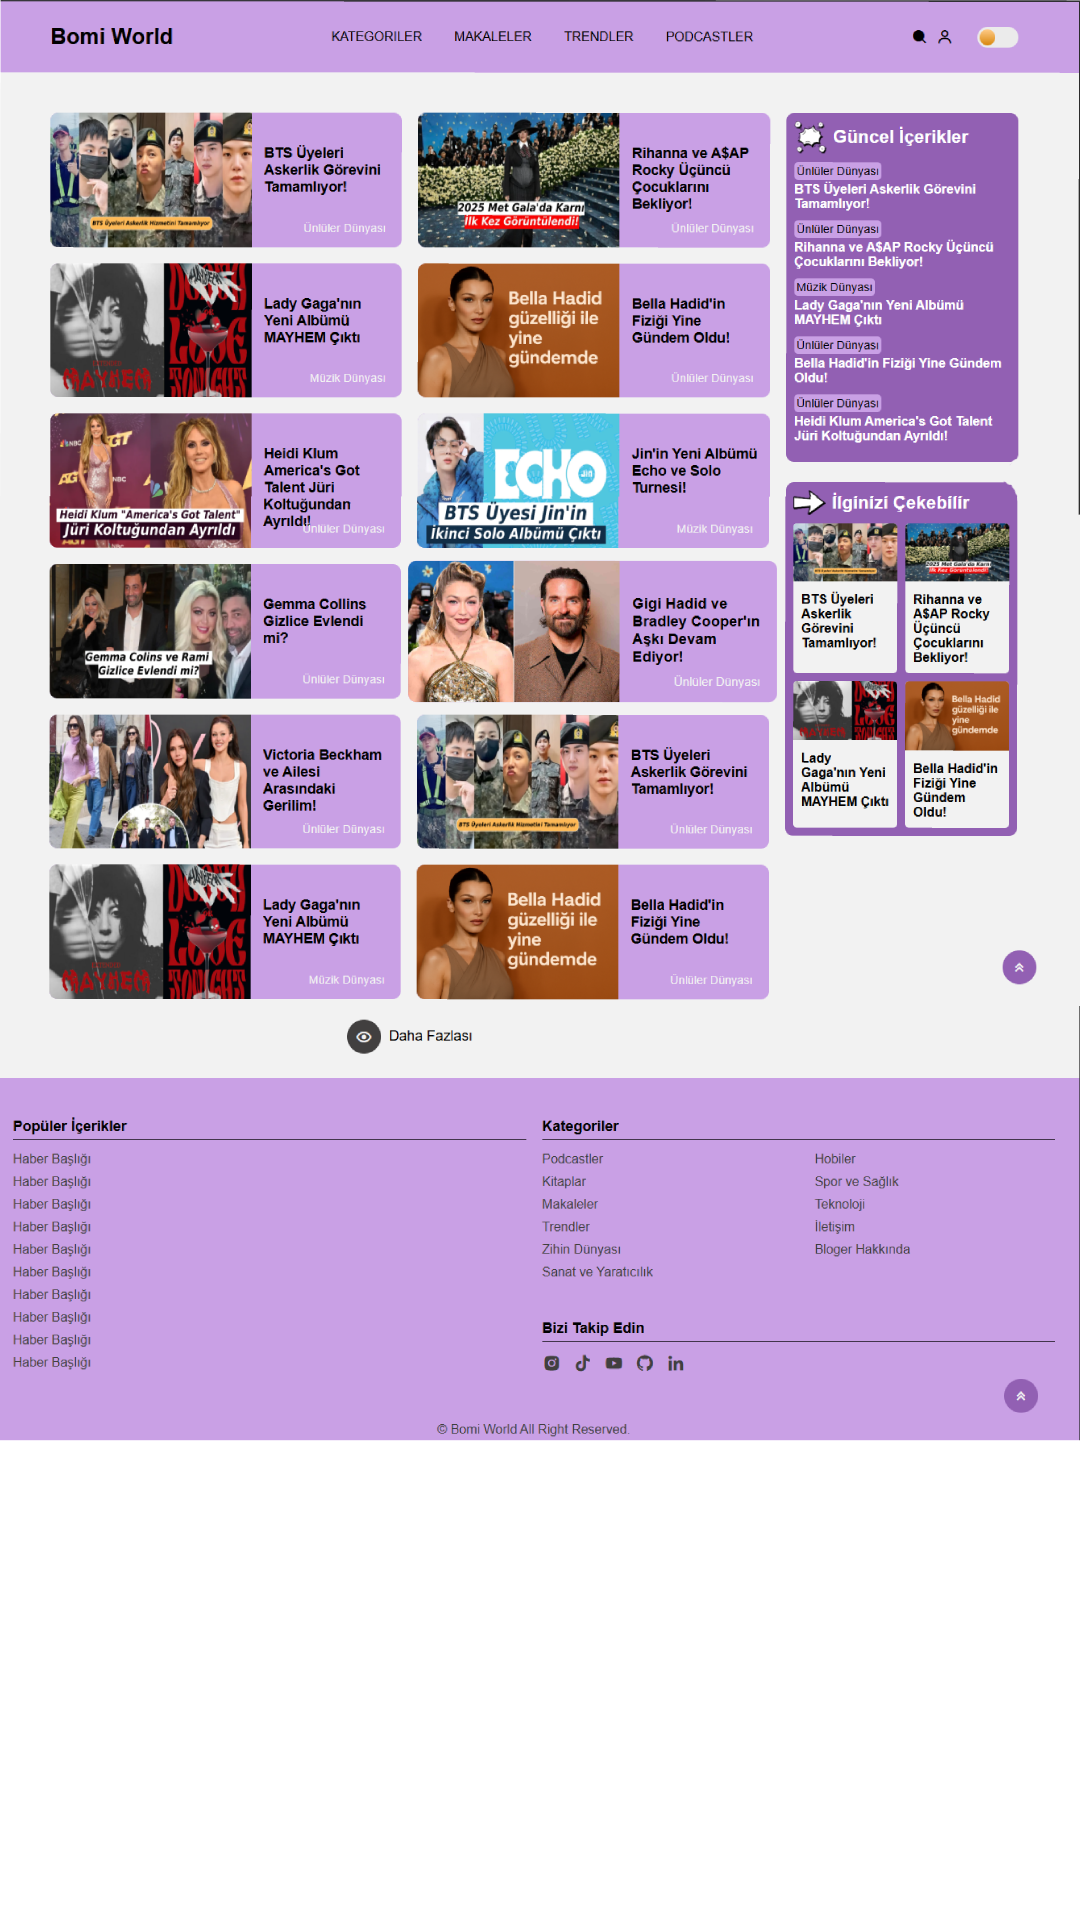 Bomi World
KATEGORILER
MAKALELER
TRENDLER
PODCASTLER
BTS Üyeleri
Askerlik Görevini
Tamamlıyor!
BTS Üyeleri Askerlik Hizmetini Tamamlıyor
Ünlüler Dünyası
Rihanna ve A$AP
Rocky Üçüncü
Çocuklarını
Bekliyor!
2025 Met Gala'da Karnı
İlk Kez Görüntülendi!
Ünlüler Dünyası
Lady Gaga'nın
Yeni Albümü
MAYHEM Çıktı
MAYHEM
Müzik Dünyası
Bella Hadid
güzelliği ile
yine
gündemde
Bella Hadid'in
Fiziği Yine
Gündem Oldu!
Ünlüler Dünyası
Heidi Klum "America's Got Talent"
Jüri Koltuğundan Ayrıldı
Heidi Klum
America's Got
Talent Jüri
Koltuğundan
Ayrıldı!
Ünlüler Dünyası
ECHO
JIN
BTS Üyesi Jin'in
İkinci Solo Albümü Çıktı
Jin'in Yeni Albümü
Echo ve Solo
Turnesi!
Müzik Dünyası
Gemma Colins ve Rami
Gizlice Evlendi mi?
Gemma Collins
Gizlice Evlendi
mi?
Ünlüler Dünyası
Gigi Hadid ve
Bradley Cooper'ın
Aşkı Devam
Ediyor!
Ünlüler Dünyası
Victoria Beckham
ve Ailesi
Arasındaki
Gerilim!
Ünlüler Dünyası
BTS Üyeleri Askerlik Hizmetini Tamamlıyor
BTS Üyeleri
Askerlik Görevini
Tamamlıyor!
Ünlüler Dünyası
MAYHEM
Lady Gaga'nın
Yeni Albümü
MAYHEM Çıktı
Müzik Dünyası
Bella Hadid
güzelliği ile
yine
gündemde
Bella Hadid'in
Fiziği Yine
Gündem Oldu!
Ünlüler Dünyası
Daha Fazlası
Güncel İçerikler
Ünlüler Dünyası
BTS Üyeleri Askerlik Görevini
Tamamlıyor!
Ünlüler Dünyası
Rihanna ve A$AP Rocky Üçüncü
Çocuklarını Bekliyor!
Müzik Dünyası
Lady Gaga'nın Yeni Albümü
MAYHEM Çıktı
Ünlüler Dünyası
Bella Hadid'in Fiziği Yine Gündem
Oldu!
Ünlüler Dünyası
Heidi Klum America's Got Talent
Jüri Koltuğundan Ayrıldı!
İlginizi Çekebilir
BTS Üyeleri
Askerlik
Görevini
Tamamlıyor!
2025 Met Gala'da Karnı
İlk Kez Görüntülendi!
Rihanna ve
A$AP Rocky
Üçüncü
Çocuklarını
Bekliyor!
Lady
Gaga'nın Yeni
Albümü
MAYHEM Çıktı
Bella Hadid
güzelliği ile
yine
gündemde
Bella Hadid'in
Fiziği Yine
Gündem
Oldu!
Popüler İçerikler
Haber Başlığı
Haber Başlığı
Haber Başlığı
Haber Başlığı
Haber Başlığı
Haber Başlığı
Haber Başlığı
Haber Başlığı
Haber Başlığı
Haber Başlığı
Kategoriler
Podcastler
Kitaplar
Makaleler
Trendler
Zihin Dünyası
Sanat ve Yaratıcılık
Hobiler
Spor ve Sağlık
Teknoloji
İletişim
Bloger Hakkında
Bizi Takip Edin
© Bomi World All Right Reserved.